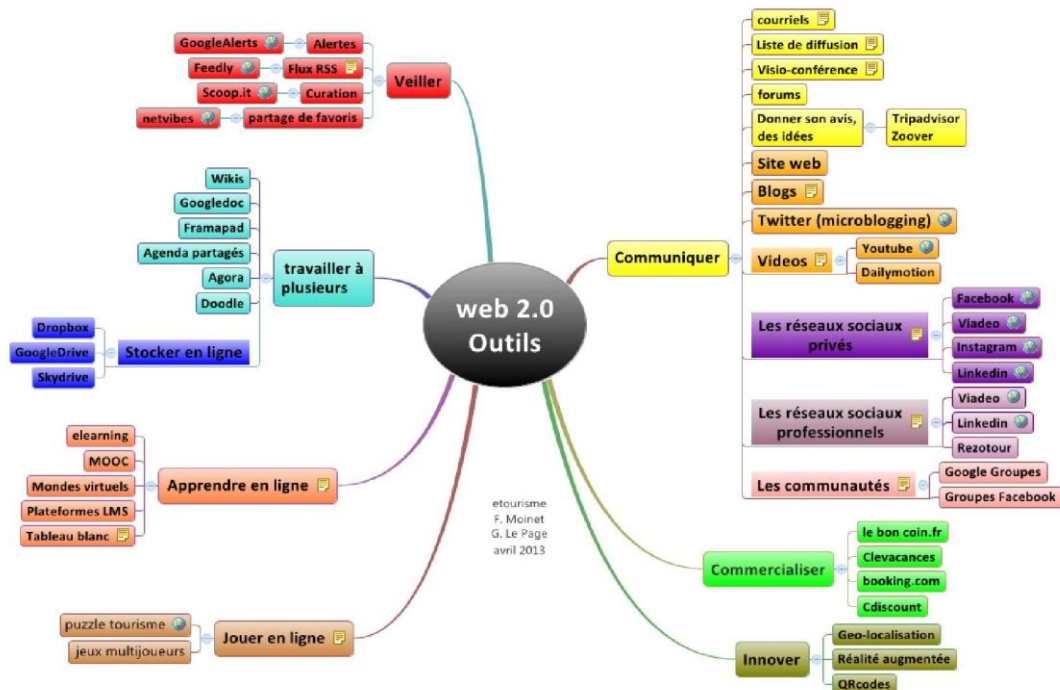 web 2.0
Outils
Veiller
Alertes
GoogleAlerts
Flux RSS
Feedly
Curation
Scoop.it
partage de favoris
netvibes
travailler à
plusieurs
Wikis
Googledoc
Framapad
Agenda partagés
Agora
Doodle
Stocker en ligne
Dropbox
GoogleDrive
Skydrive
Apprendre en ligne
elearning
MOOC
Mondes virtuels
Plateformes LMS
Tableau blanc
Jouer en ligne
puzzle tourisme
jeux multijoueurs
Communiquer
courriels
Liste de diffusion
Visio-conférence
forums
Donner son avis,
des idées
Tripadvisor
Zoover
Site web
Blogs
Twitter (microblogging)
Videos
Youtube
Dailymotion
Les réseaux sociaux
privés
Facebook
Viadeo
Instagram
Linkedin
Les réseaux sociaux
professionnels
Viadeo
Linkedin
Rezotour
Les communautés
Google Groupes
Groupes Facebook
Commercialiser
le bon coin.fr
Clevacances
booking.com
Cdiscount
Innover
Geo-localisation
Réalité augmentée
QRcodes
etourisme
F. Moinet
G. Le Page
avril 2013